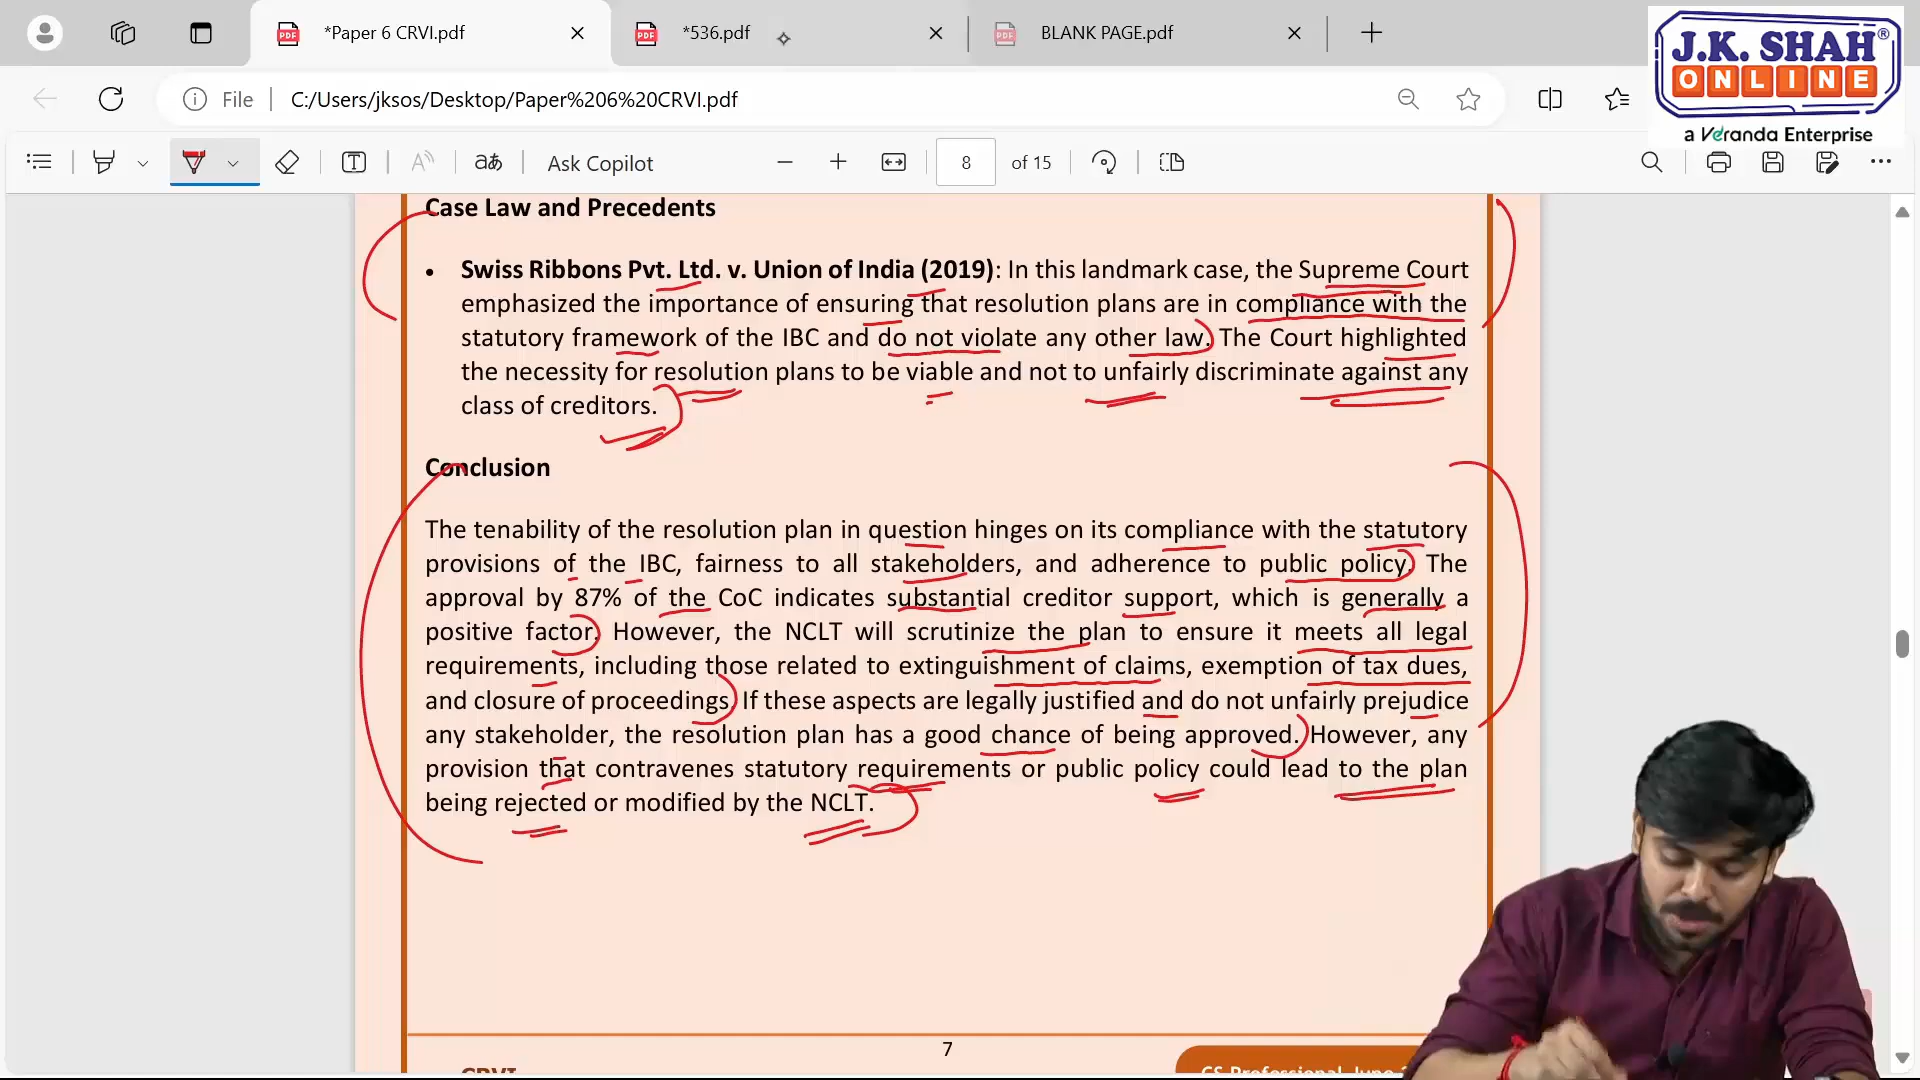 *Paper 6 CRVI.pdf
*536.pdf
BLANK PAGE.pdf
J.K. SHAH®
ONLINE
a Veranda Enterprise
File
C:/Users/jksos/Desktop/Paper%206%20CRVI.pdf
aあ
Ask Copilot
8
of 15
Case Law and Precedents
• Swiss Ribbons Pvt. Ltd. v. Union of India (2019): In this landmark case, the Supreme Court
emphasized the importance of ensuring that resolution plans are in compliance with the
statutory framework of the IBC and do not violate any other law. The Court highlighted
the necessity for resolution plans to be viable and not to unfairly discriminate against any
class of creditors.
Conclusion
The tenability of the resolution plan in question hinges on its compliance with the statutory
provisions of the IBC, fairness to all stakeholders, and adherence to public policy. The
approval by 87% of the CoC indicates substantial creditor support, which is generally a
positive factor. However, the NCLT will scrutinize the plan to ensure it meets all legal
requirements, including those related to extinguishment of claims, exemption of tax dues,
and closure of proceedings. If these aspects are legally justified and do not unfairly prejudice
any stakeholder, the resolution plan has a good chance of being approved. However, any
provision that contravenes statutory requirements or public policy could lead to the plan
being rejected or modified by the NCLT.
7
CRVI
CS Professional June